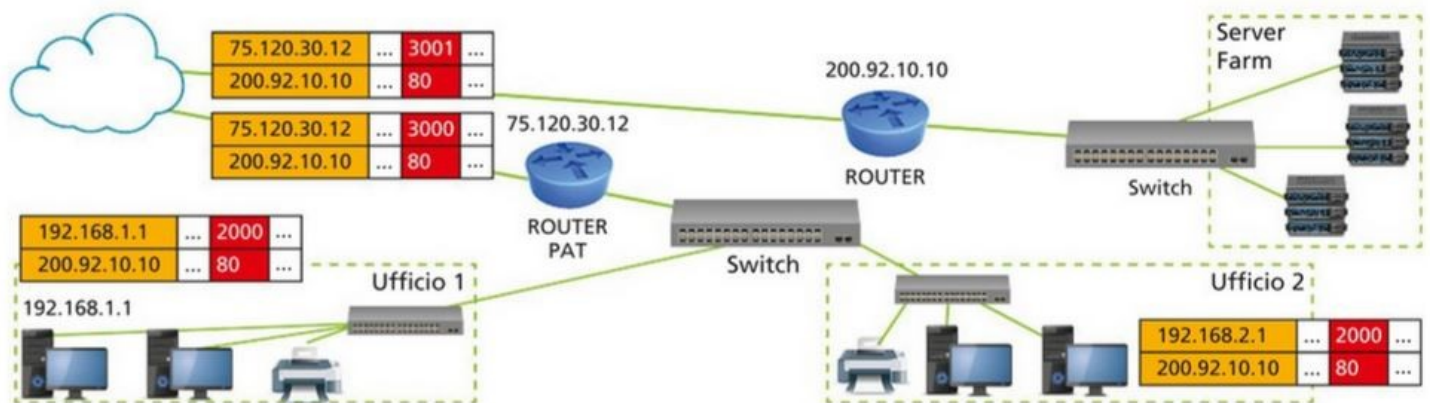 75.120.30.12 ... 3001 ...
200.92.10.10 ... 80 ...
75.120.30.12 ... 3000 ...
200.92.10.10 ... 80 ...
75.120.30.12
ROUTER
PAT
200.92.10.10
ROUTER
Server
Farm
Switch
Switch
192.168.1.1 ... 2000 ...
200.92.10.10 ... 80 ...
Ufficio 1
192.168.1.1
Ufficio 2
192.168.2.1 ... 2000 ...
200.92.10.10 ... 80 ...